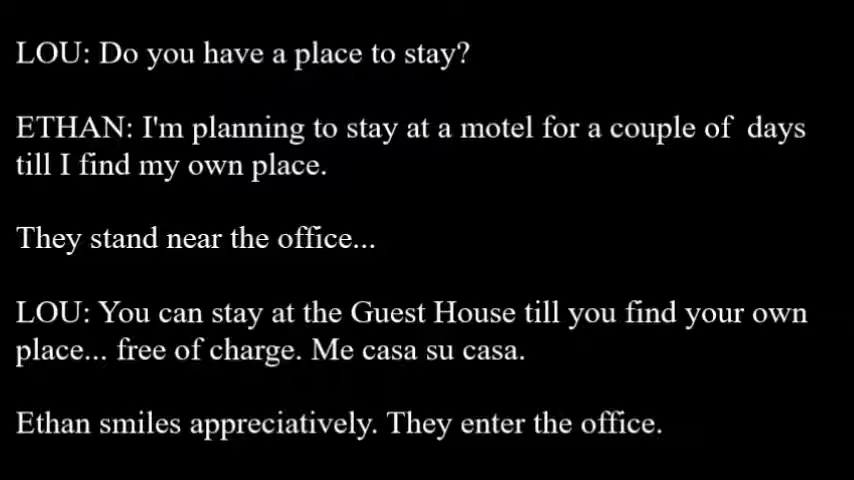 LOU: Do you have a place to stay?
ETHAN: I'm planning to stay at a motel for a couple of  days
till I find my own place.
They stand near the office...
LOU: You can stay at the Guest House till you find your own
place... free of charge. Me casa su casa.
Ethan smiles appreciatively. They enter the office.